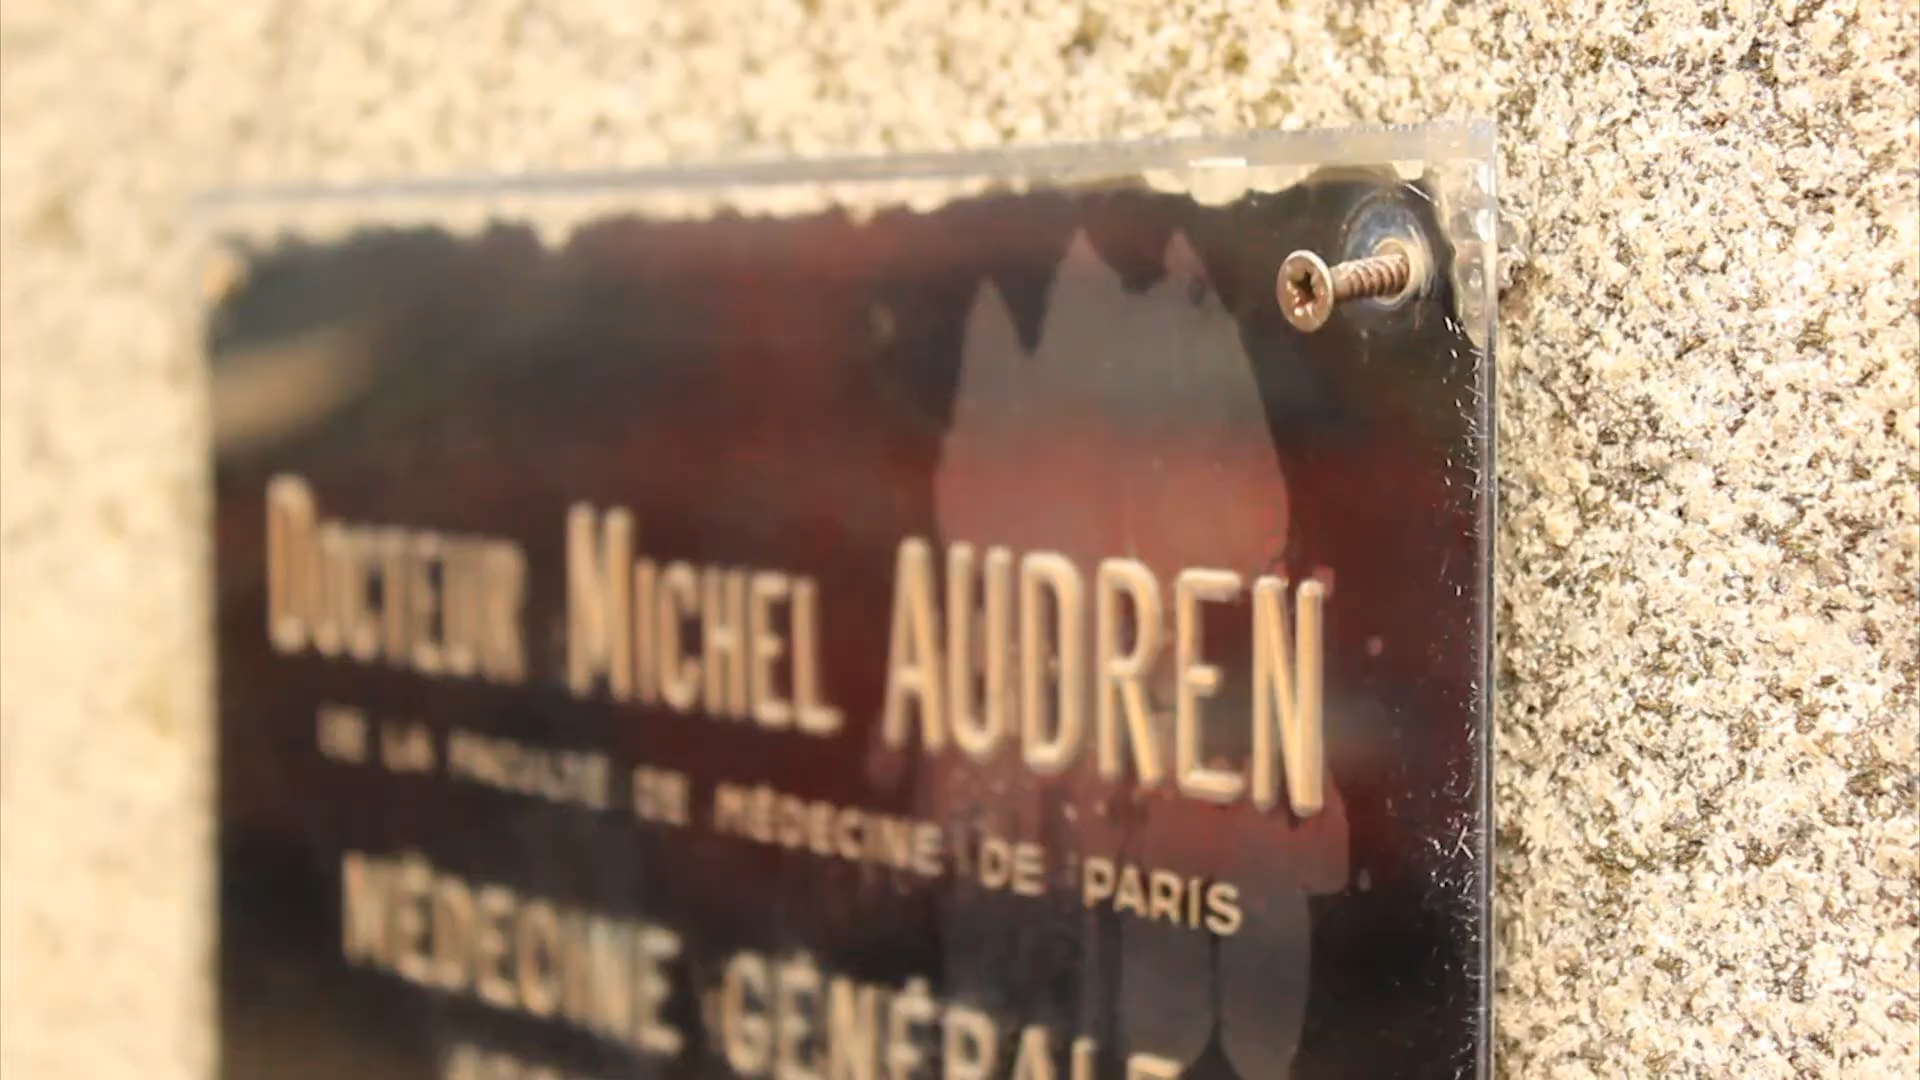 DOCTEUR MICHEL AUDREN
DE LA FACULTÉ DE MÉDECINE DE PARIS
MÉDECINE GÉNÉRALE